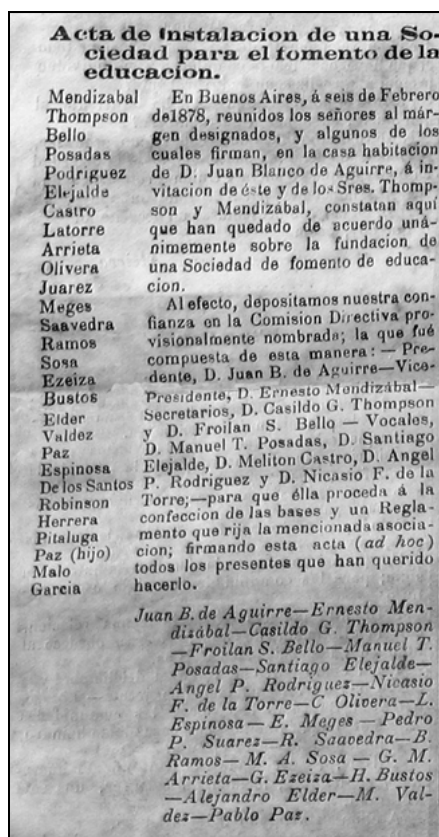 Acta de Instalacion de una So-
ciedad para el fomento de la
educacion.
Mendizabal
Thompson
Bello
Posadas
Podriguez
Elejalde
Castro
Latorre
Arrieta
Olivera
Juarez
Meges
Saavedra
Ramos
Sosa
Ezeiza
Bustos
Elder
Valdez
Paz
Espinosa
De los Santos
Robinson
Herrera
Pitaluga
Paz (hijo)
Malo
Garcia
En Buenos Aires, á seis de Febrero
de1878, reunidos los señores al már-
gen designados, y algunos de los
cuales firman, en la casa habitacion
de D. Juan Blanco de Aguirre, á in-
vitacion de éste y de los Sres. Thomp-
son y Mendizábal, constatan aquí
que han quedado de acuerdo uná-
nimemente sobre la fundacion de
una Sociedad de fomento de educa-
cion.
Al efecto, depositamos nuestra con-
fianza en la Comision Directiva pro-
visionalmente nombrada; la que fué
compuesta de esta manera: — Pre-
dente, D. Juan B. de Aguirre—Vice-
Presidente, D. Ernesto Mendizábal—
Secretarios, D. Casildo G. Thompson
y D. Froilan S. Bello — Vocales,
D. Manuel T. Posadas, D. Santiago
Elejalde, D. Meliton Castro, D. Angel
P. Rodriguez y D. Nicasio F. de la
Torre;—para que élla proceda á la
confeccion de las bases y un Regla-
mento que rija la mencionada asocia-
cion; firmando esta acta (ad hoc)
todos los presentes que han querido
hacerlo.
Juan B. de Aguirre—Ernesto Men-
dizábal—Casildo G. Thompson
—Froilan S. Bello—Manuel T.
Posadas—Santiago Elejalde—
Angel P. Rodriguez—Nicasio
F. de la Torre—C Olivera—L.
Espinosa— E. Meges — Pedro
P. Suarez—R. Saavedra—B.
Ramos— M. A. Sosa — G. M.
Arrieta—G. Ezeiza—H. Bustos
—Alejandro Elder—M. Val-
dez—Pablo Paz.